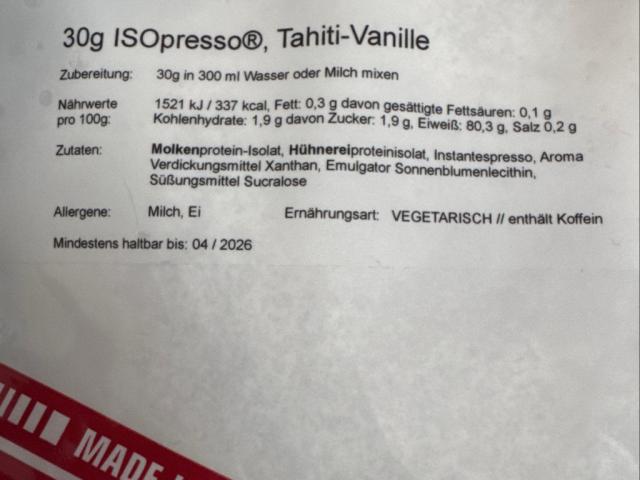 30g ISOpresso®, Tahiti-Vanille
Zubereitung: 30g in 300 ml Wasser oder Milch mixen
Nährwerte 1521 kJ / 337 kcal, Fett: 0,3 g davon gesättigte Fettsäuren: 0,1 g
pro 100g: Kohlenhydrate: 1,9 g davon Zucker: 1,9 g, Eiweiß: 80,3 g, Salz 0,2 g
Zutaten: Molkenprotein-Isolat, Hühnereiproteinisolat, Instantespresso, Aroma
Verdickungsmittel Xanthan, Emulgator Sonnenblumenlecithin,
Süßungsmittel Sucralose
Allergene: Milch, Ei Ernährungsart: VEGETARISCH // enthält Koffein
Mindestens haltbar bis: 04 / 2026
MADE